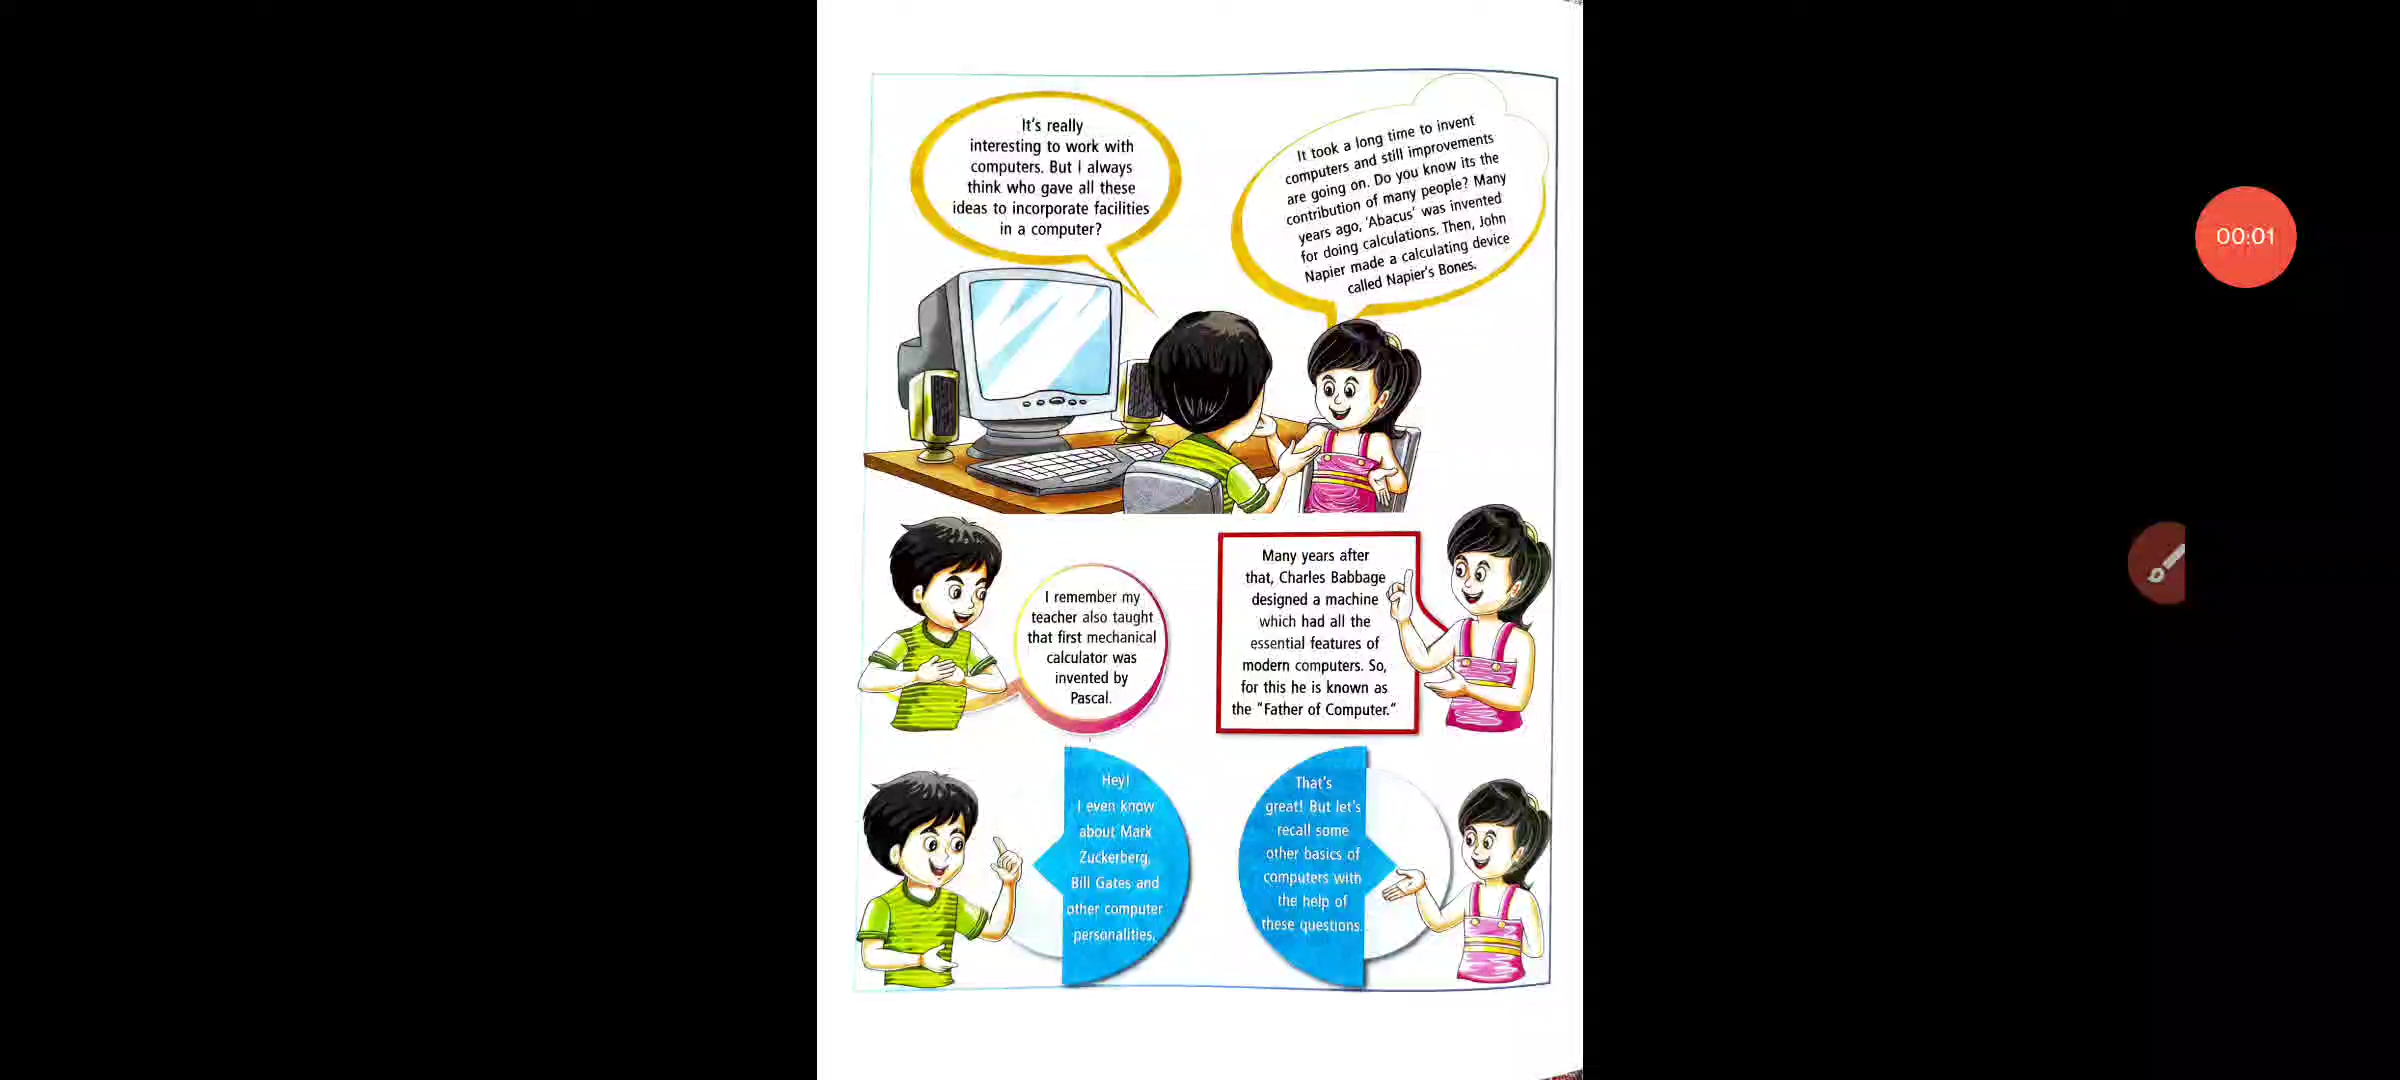 It's really
interesting to work with
computers. But I always
think who gave all these
ideas to incorporate facilities
in a computer?
It took a long time to invent
computers and still improvements
are going on. Do you know its the
contribution of many people? Many
years ago, 'Abacus' was invented
for doing calculations. Then, John
Napier made a calculating device
called Napier's Bones.
00:01
I remember my
teacher also taught
that first mechanical
calculator was
invented by
Pascal.
Many years after
that, Charles Babbage
designed a machine
which had all the
essential features of
modern computers. So,
for this he is known as
the "Father of Computer."
Hey!
I even know
about Mark
Zuckerberg,
Bill Gates and
other computer
personalities.
That's
great! But let's
recall some
other basics of
computers with
the help of
these questions.